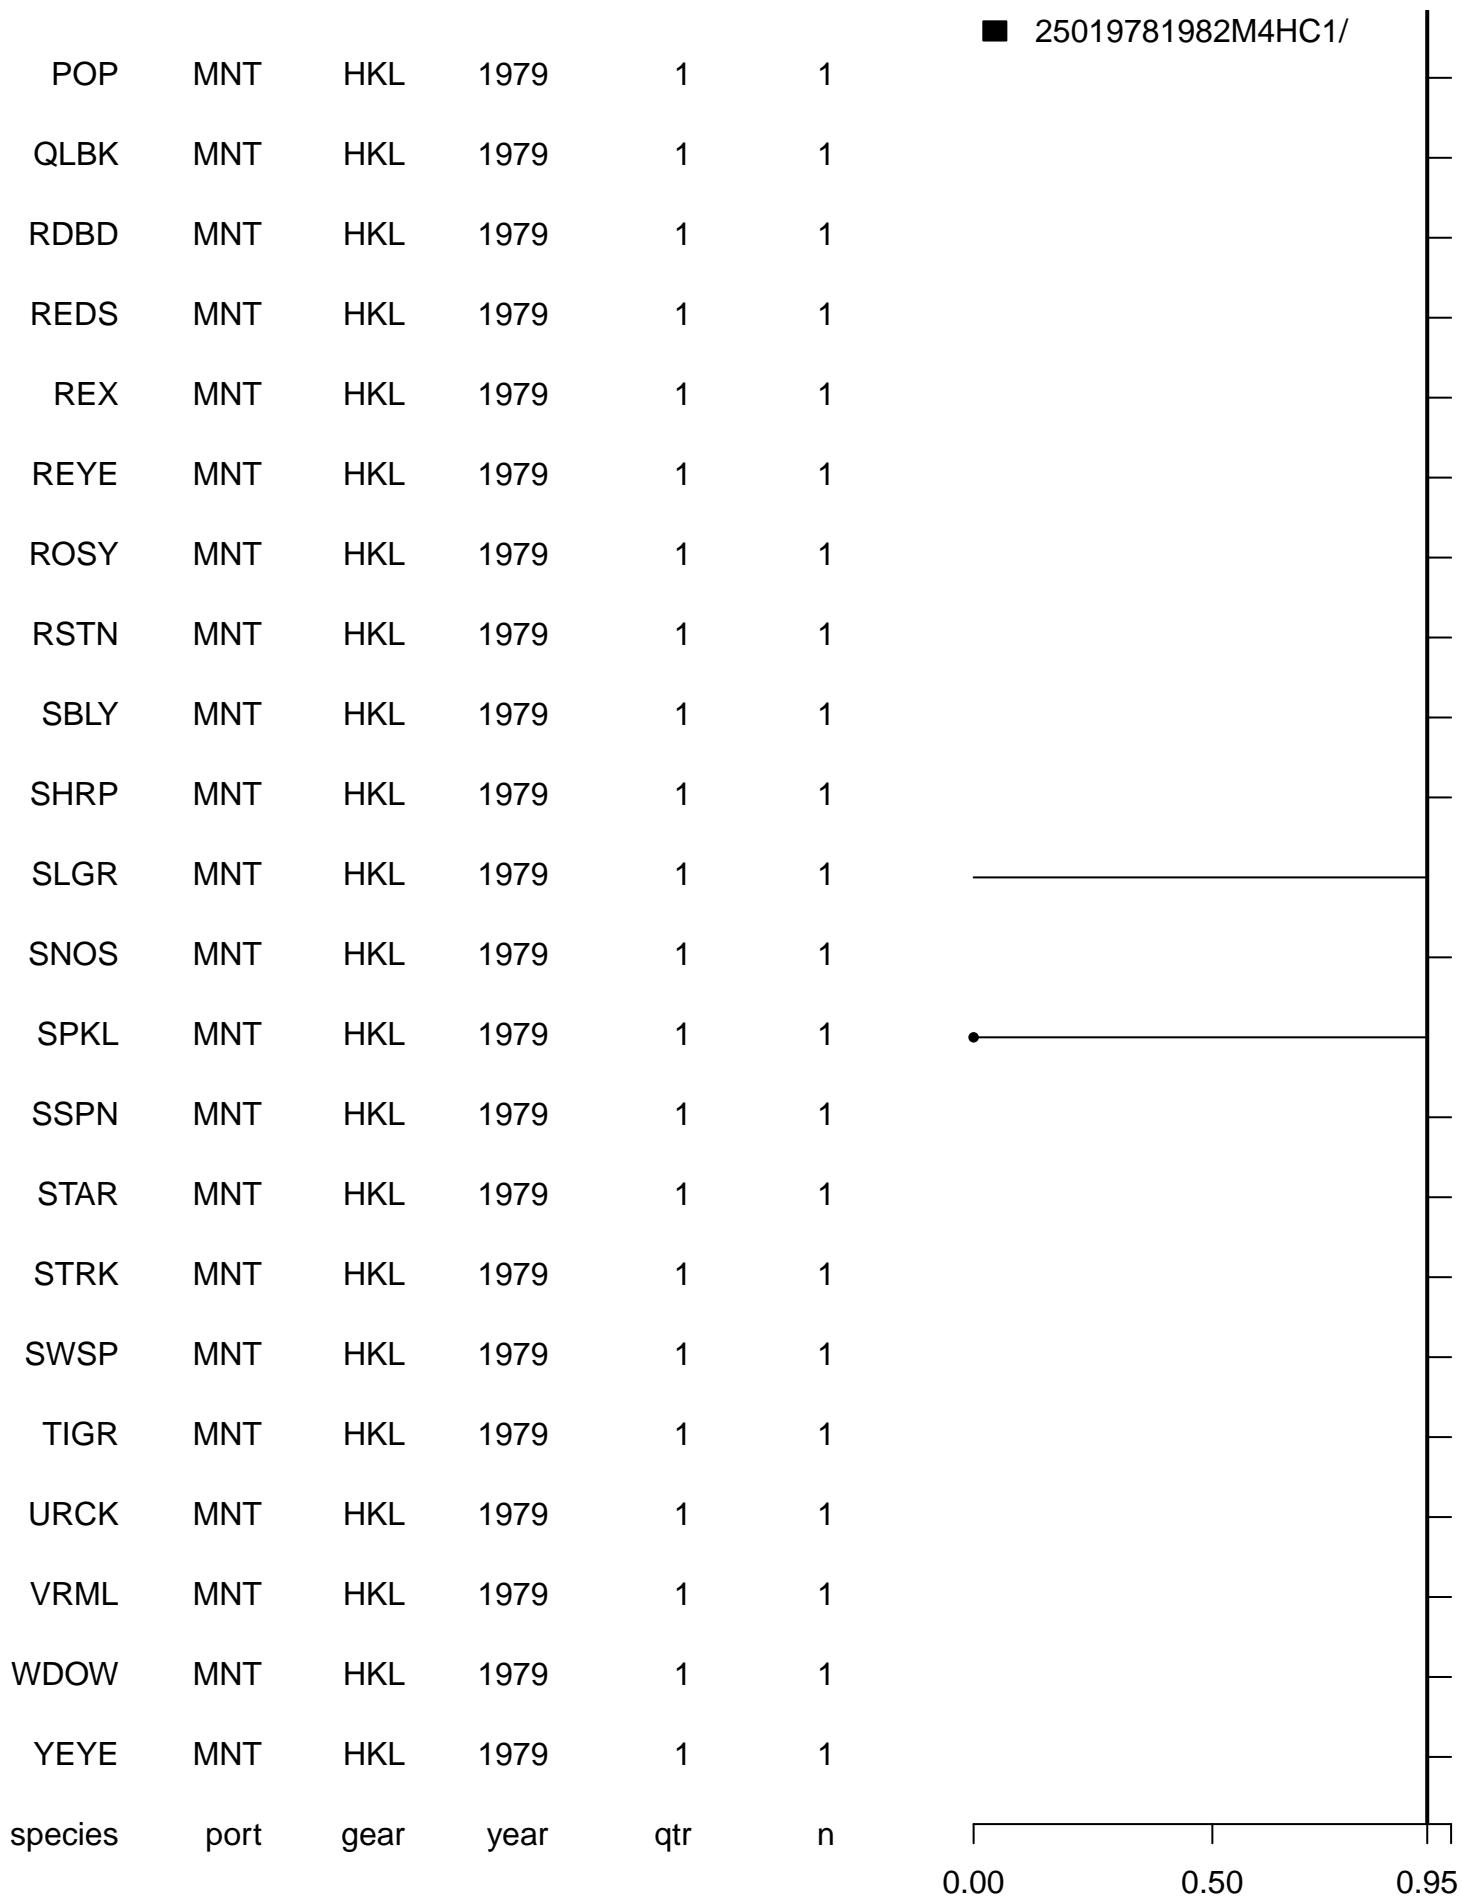 25019781982M4HC1/
POP MNT HKL 1979 1 1
QLBK MNT HKL 1979 1 1
RDBD MNT HKL 1979 1 1
REDS MNT HKL 1979 1 1
REX MNT HKL 1979 1 1
REYE MNT HKL 1979 1 1
ROSY MNT HKL 1979 1 1
RSTN MNT HKL 1979 1 1
SBLY MNT HKL 1979 1 1
SHRP MNT HKL 1979 1 1
SLGR MNT HKL 1979 1 1
SNOS MNT HKL 1979 1 1
SPKL MNT HKL 1979 1 1
SSPN MNT HKL 1979 1 1
STAR MNT HKL 1979 1 1
STRK MNT HKL 1979 1 1
SWSP MNT HKL 1979 1 1
TIGR MNT HKL 1979 1 1
URCK MNT HKL 1979 1 1
VRML MNT HKL 1979 1 1
WDOW MNT HKL 1979 1 1
YEYE MNT HKL 1979 1 1
species port gear year qtr n
0.00 0.50 0.95